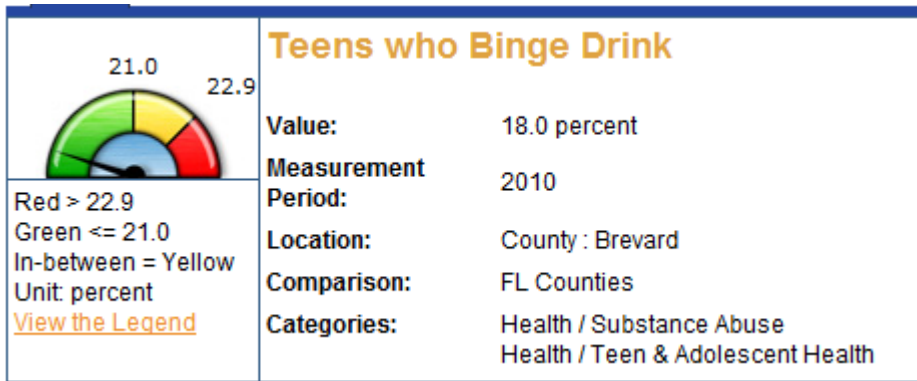 21.0
22.9
Red > 22.9
Green <= 21.0
In-between = Yellow
Unit: percent
View the Legend
Teens who Binge Drink
Value: 18.0 percent
Measurement
Period: 2010
Location: County : Brevard
Comparison: FL Counties
Categories: Health / Substance Abuse
Health / Teen & Adolescent Health